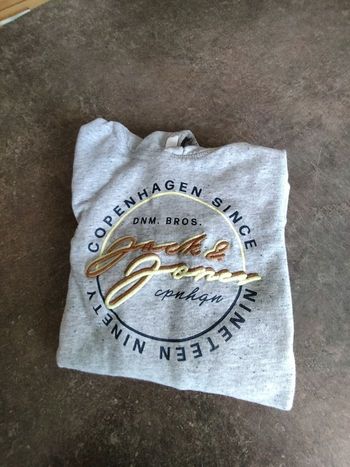 COPENHAGEN SINCE
DNM. BROS.
Jack &
Jones
cpnhgn
NINETEEN NINETY